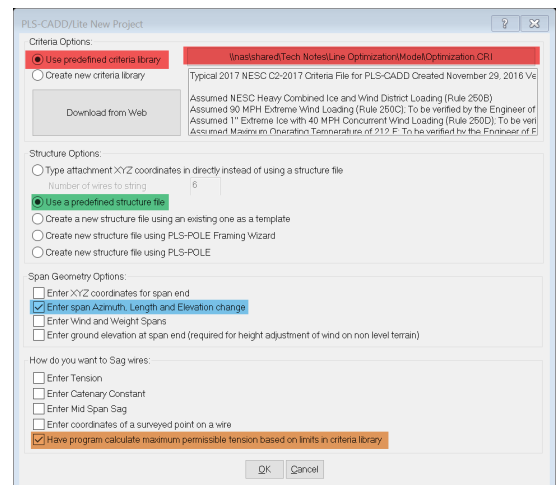 PLS-CADD/Lite New Project
Criteria Options:
Use predefined criteria library
\\nas\shared\Tech Notes\Line Optimization\Model\Optimization.CRI
Create new criteria library
Typical 2017 NESC C2-2017 Criteria File for PLS-CADD Created November 29, 2016 Ve
Download from Web
Assumed NESC Heavy Combined Ice and Wind District Loading (Rule 250B)
Assumed 90 MPH Extreme Wind Loading (Rule 250C); To be verified by the Engineer of
Assumed 1" Extreme Ice with 40 MPH Concurrent Wind Loading (Rule 250D); To be veri
Assumed Maximum Operating Temperature of 212 F; To be verified by the Engineer of F
Structure Options:
Type attachment XYZ coordinates in directly instead of using a structure file
Number of wires to string
6
Use a predefined structure file
Create a new structure file using an existing one as a template
Create new structure file using PLS-POLE Framing Wizard
Create new structure file using PLS-POLE
Span Geometry Options:
Enter XYZ coordinates for span end
Enter span Azimuth, Length and Elevation change
Enter Wind and Weight Spans
Enter ground elevation at span end (required for height adjustment of wind on non level terrain)
How do you want to Sag wires:
Enter Tension
Enter Catenary Constant
Enter Mid Span Sag
Enter coordinates of a surveyed point on a wire
Have program calculate maximum permissible tension based on limits in criteria library
OK
Cancel